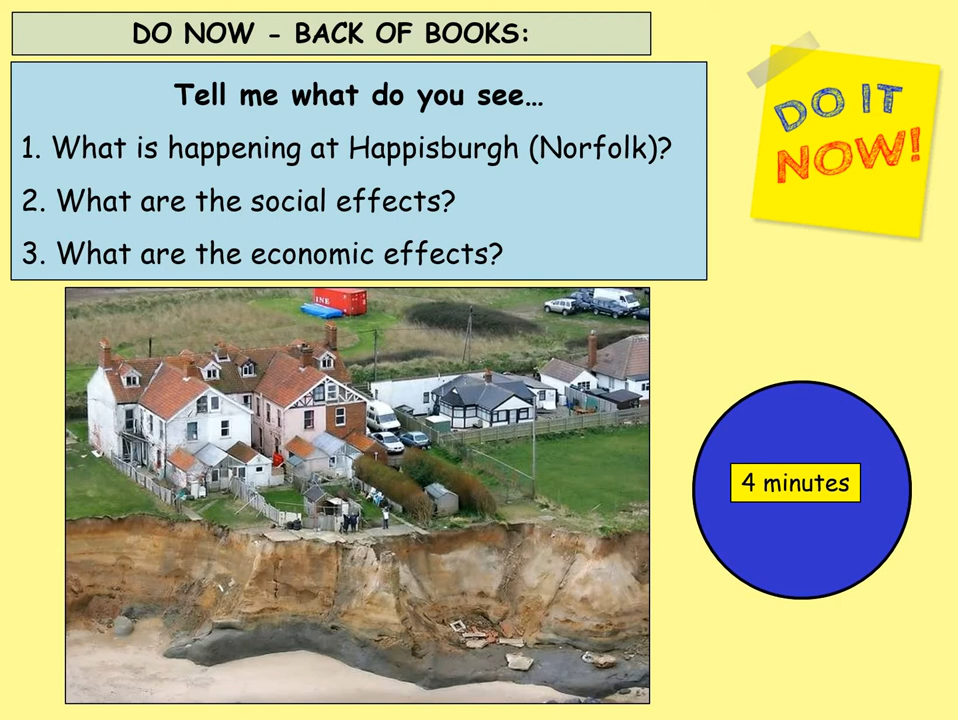 DO NOW - BACK OF BOOKS:
Tell me what do you see…
1. What is happening at Happisburgh (Norfolk)?
2. What are the social effects?
3. What are the economic effects?
DO IT
NOW!
INE
4 minutes